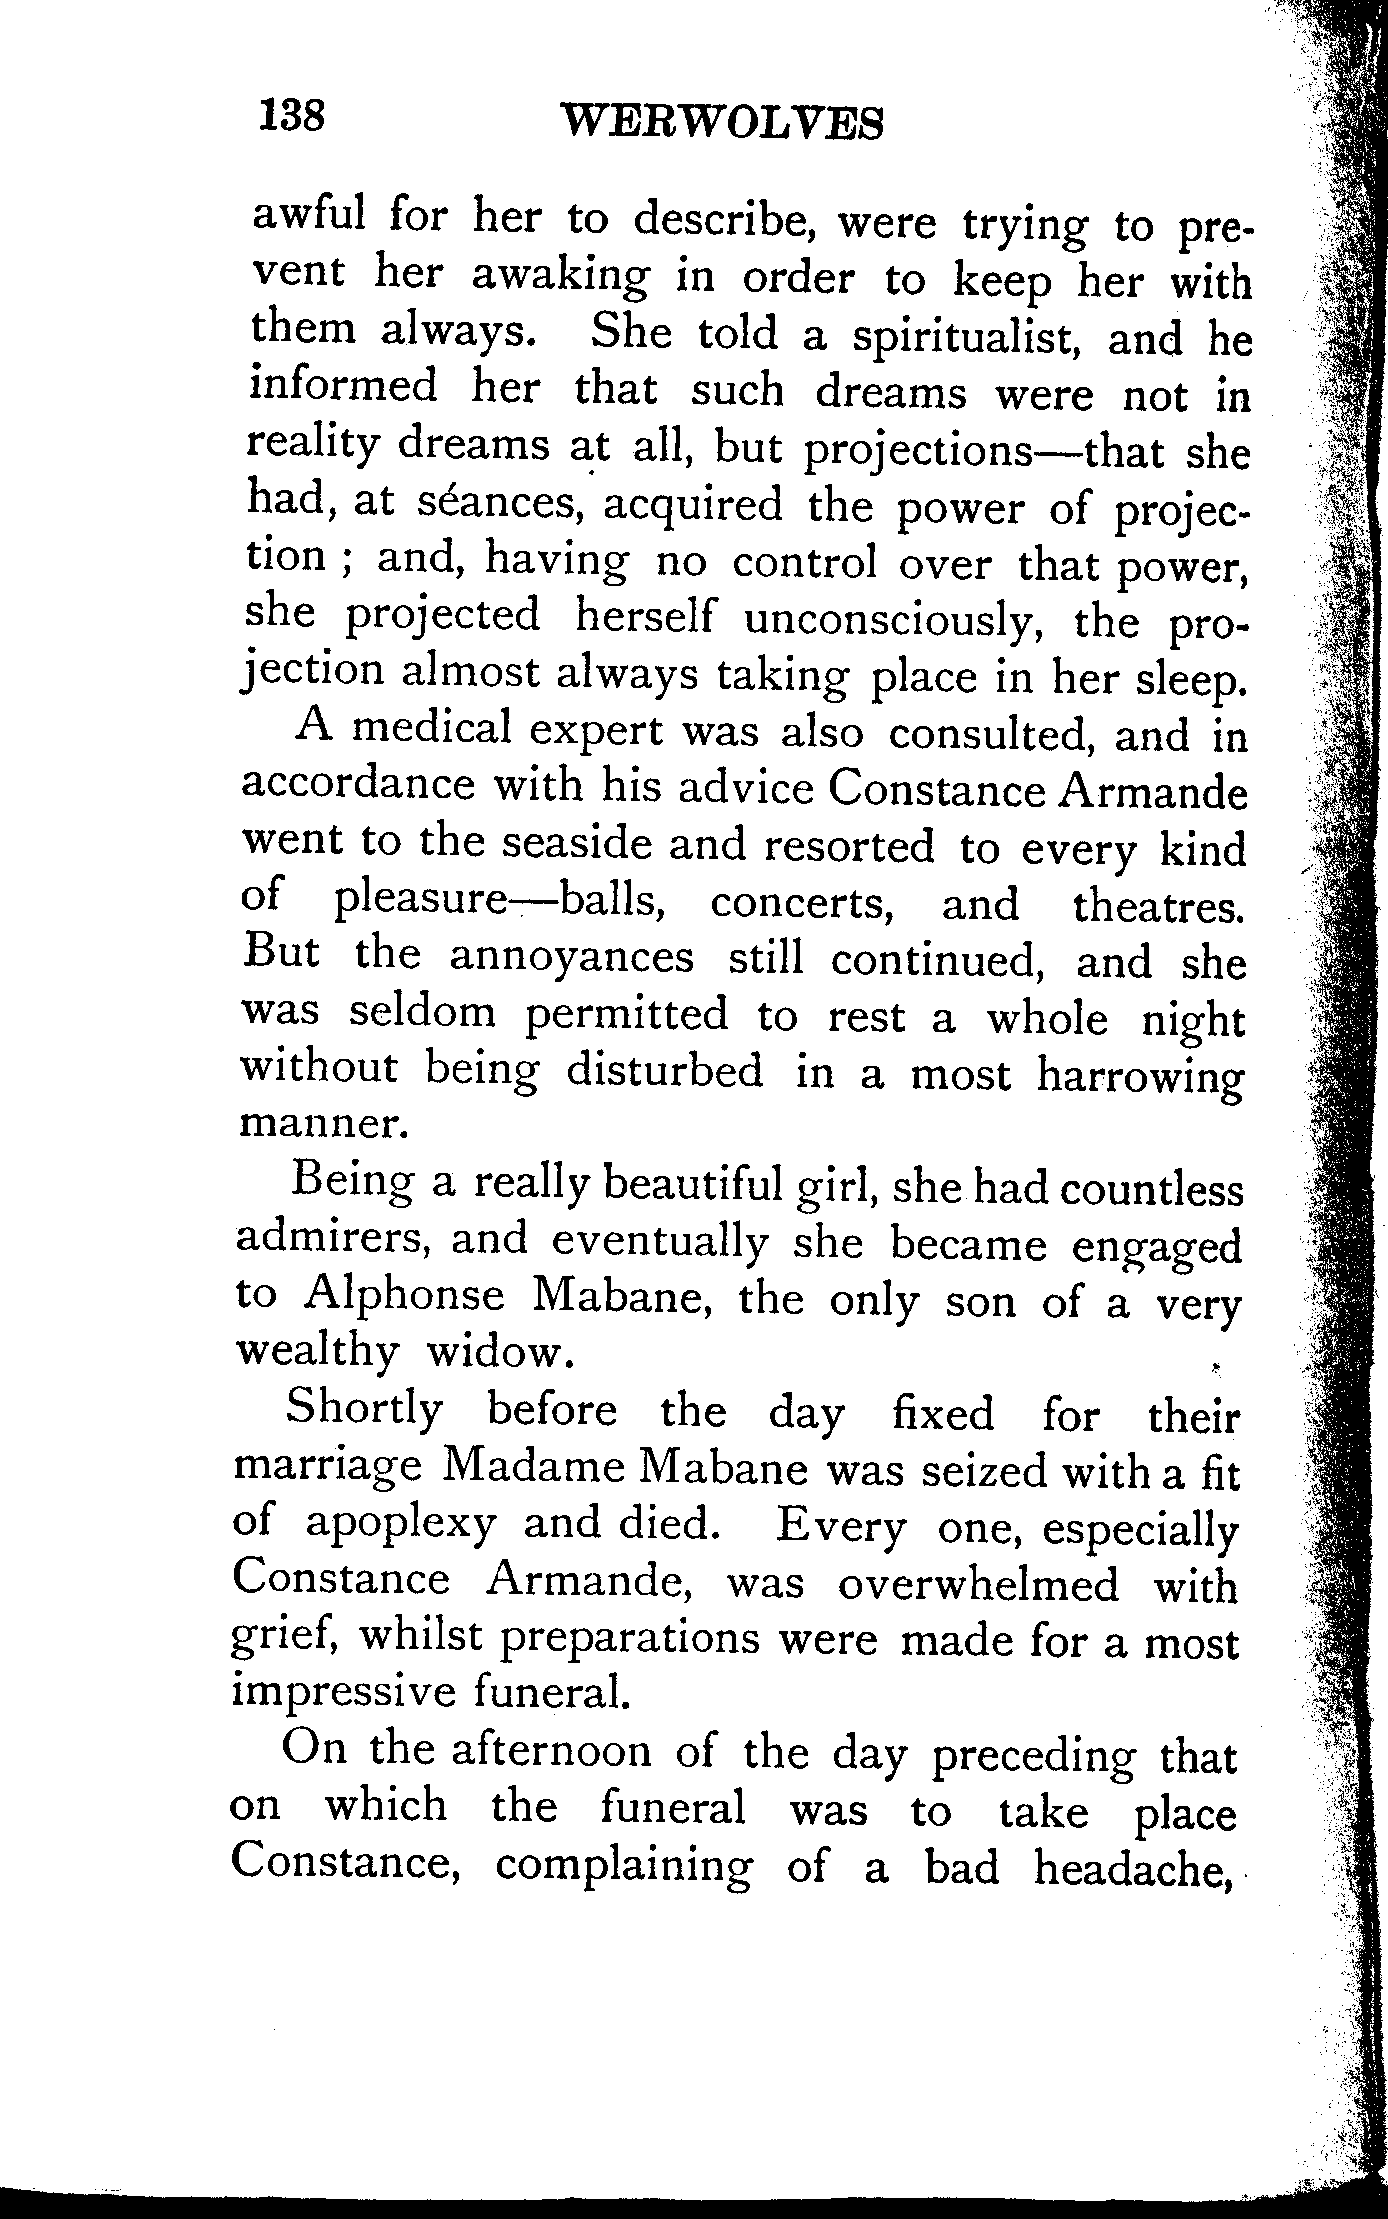 138 WERWOLVES
awful for her to describe, were trying to pre-
vent her awaking in order to keep her with
them always. She told a spiritualist, and he
informed her that such dreams were not in
reality dreams at all, but projections—that she
had, at séances, acquired the power of projec-
tion ; and, having no control over that power,
she projected herself unconsciously, the pro-
jection almost always taking place in her sleep.
A medical expert was also consulted, and in
accordance with his advice Constance Armande
went to the seaside and resorted to every kind
of pleasure—balls, concerts, and theatres.
But the annoyances still continued, and she
was seldom permitted to rest a whole night
without being disturbed in a most harrowing
manner.
Being a really beautiful girl, she had countless
admirers, and eventually she became engaged
to Alphonse Mabane, the only son of a very
wealthy widow.
Shortly before the day fixed for their
marriage Madame Mabane was seized with a fit
of apoplexy and died. Every one, especially
Constance Armande, was overwhelmed with
grief, whilst preparations were made for a most
impressive funeral.
On the afternoon of the day preceding that
on which the funeral was to take place
Constance, complaining of a bad headache,